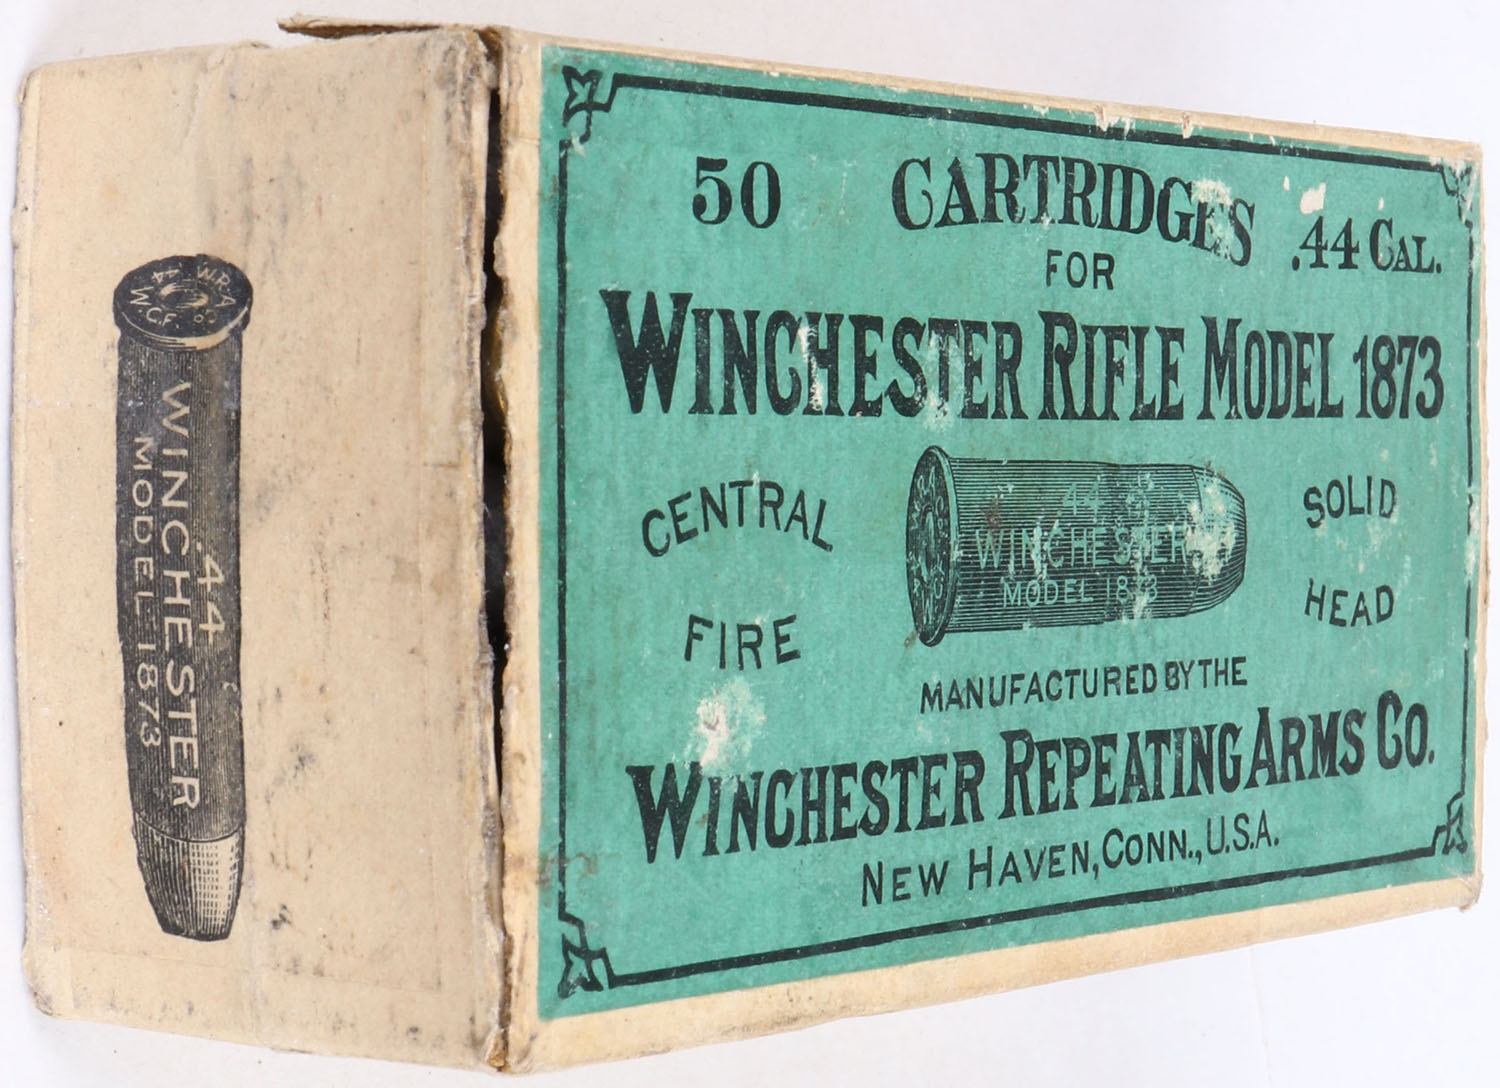 50 CARTRIDGES .44 CAL.
FOR
WINCHESTER RIFLE MODEL 1873
CENTRAL FIRE
SOLID HEAD
44
WINCHESTER
MODEL 1873
MANUFACTURED BY THE
WINCHESTER REPEATING ARMS CO.
NEW HAVEN, CONN., U.S.A.
W.R.A. CO.
.44 W.C.F.
.44
WINCHESTER
MODEL 1873